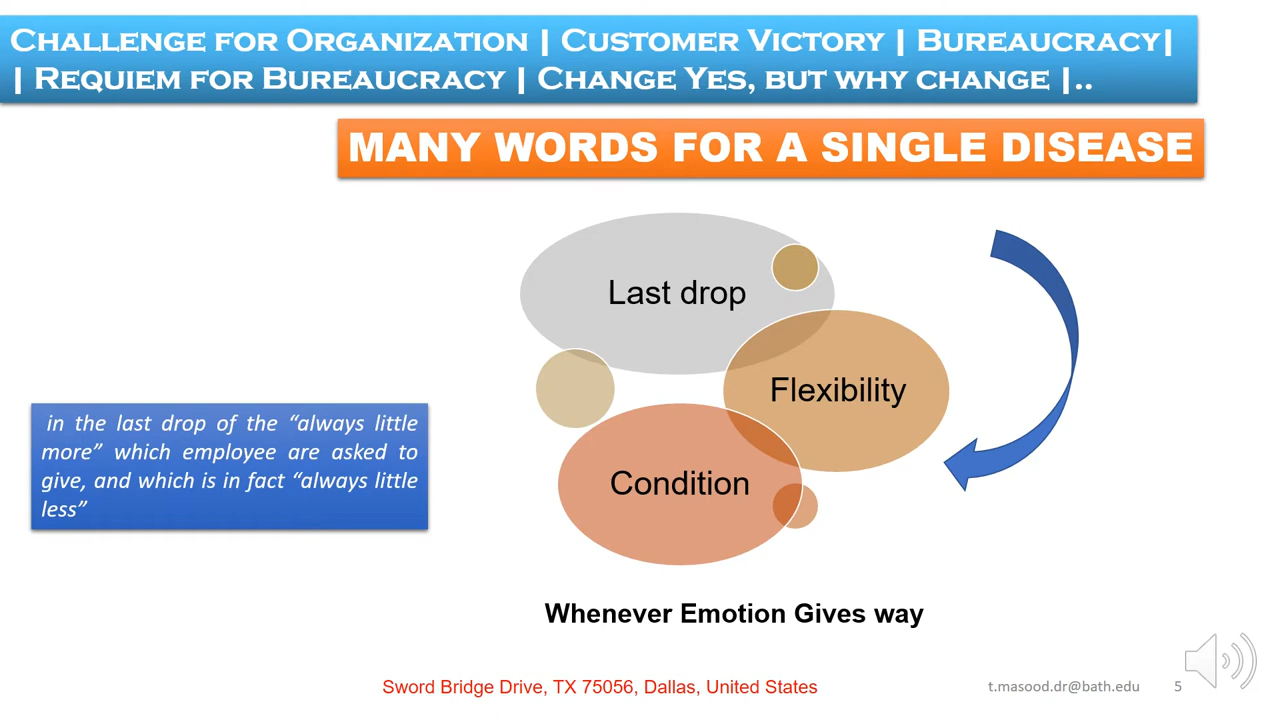 Challenge for Organization | Customer Victory | Bureaucracy|
| Requiem for Bureaucracy | Change Yes, but why change |..
MANY WORDS FOR A SINGLE DISEASE
Last drop
Flexibility
Condition
in the last drop of the “always little
more” which employee are asked to
give, and which is in fact “always little
less”
Whenever Emotion Gives way
Sword Bridge Drive, TX 75056, Dallas, United States
t.masood.dr@bath.edu
5